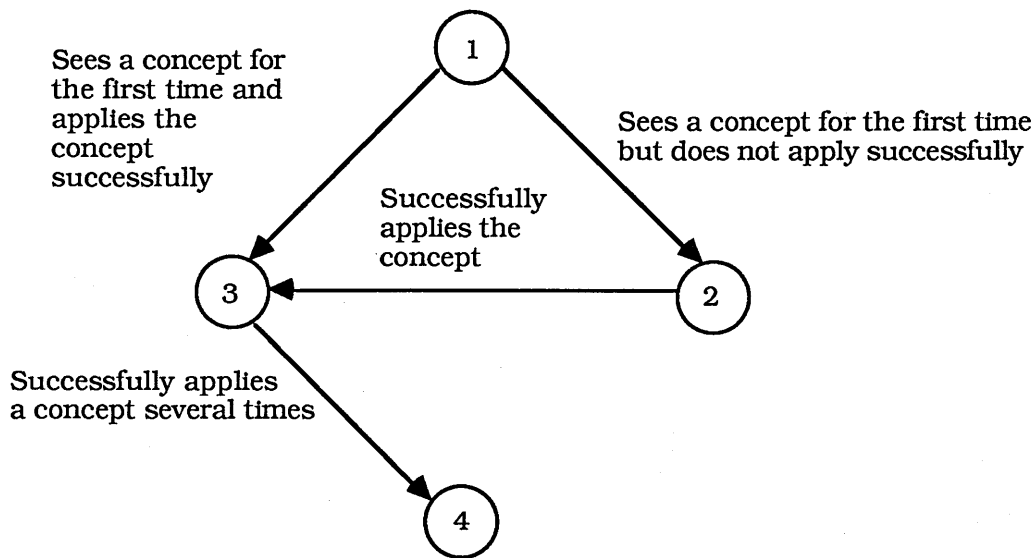 1
Sees a concept for
the first time and
applies the
concept
successfully
Sees a concept for the first time
but does not apply successfully
Successfully
applies the
concept
3
2
Successfully applies
a concept several times
4